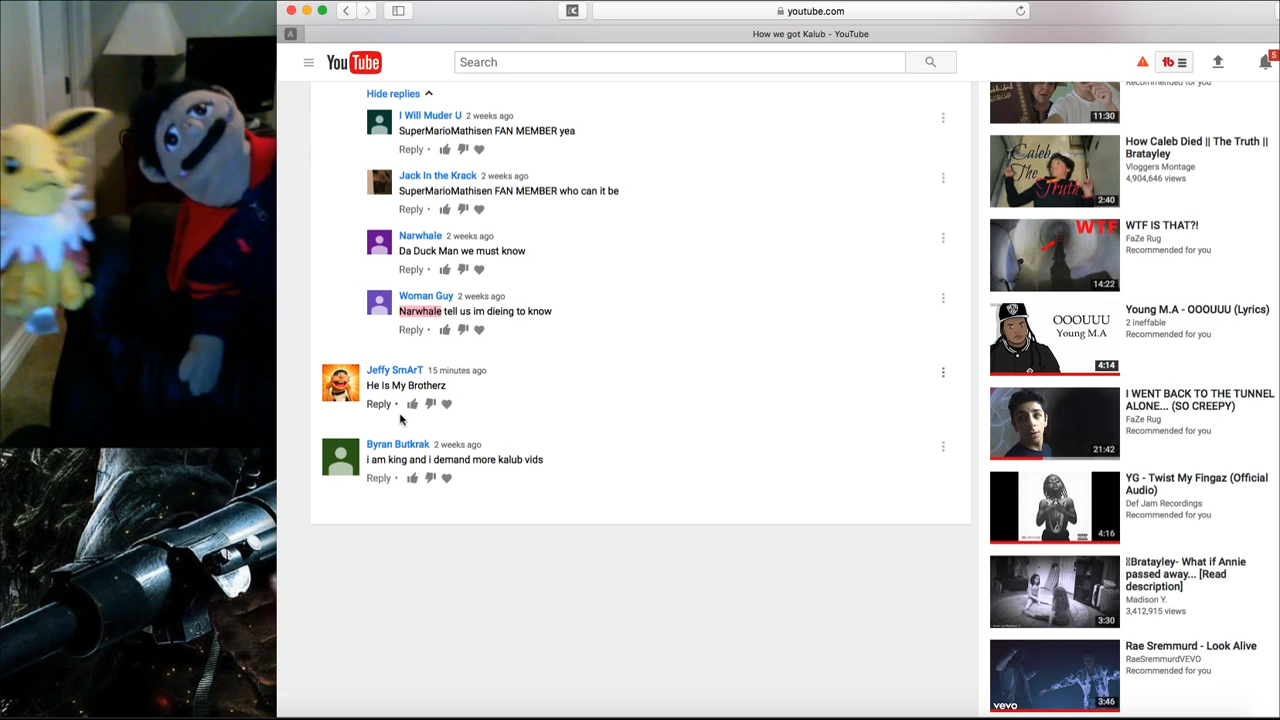 youtube.com
A
How we got Kalub - YouTube
YouTube
Search
5
Hide replies
I Will Muder U 2 weeks ago
SuperMarioMathisen FAN MEMBER yea
Reply
Jack In the Krack 2 weeks ago
SuperMarioMathisen FAN MEMBER who can it be
Reply
Narwhale 2 weeks ago
Da Duck Man we must know
Reply
Woman Guy 2 weeks ago
Narwhale tell us im dieing to know
Reply
Jeffy SmArT 15 minutes ago
He Is My Brotherz
Reply
Byran Butkrak 2 weeks ago
i am king and i demand more kalub vids
Reply
Recommended for you
11:30
Caleb
The
Truth
2:40
How Caleb Died || The Truth ||
Bratayley
Vloggers Montage
4,904,646 views
WTF
14:22
WTF IS THAT?!
FaZe Rug
Recommended for you
OOOUUU
Young M.A
4:14
Young M.A - OOOUUU (Lyrics)
2 ineffable
Recommended for you
21:42
I WENT BACK TO THE TUNNEL
ALONE... (SO CREEPY)
FaZe Rug
Recommended for you
4:16
YG - Twist My Fingaz (Official
Audio)
Def Jam Recordings
Recommended for you
3:30
Bratayley- What if Annie
passed away... [Read
description]
Madison Y.
3,412,915 views
vevo
3:46
Rae Sremmurd - Look Alive
RaeSremmurdVEVO
Recommended for you